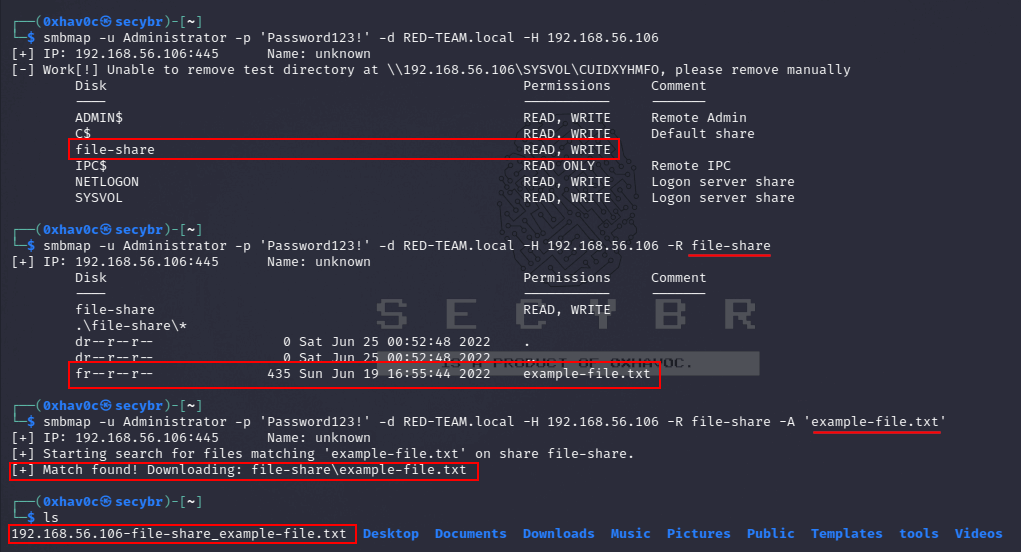 ┌──(0xhav0c㉿secybr)-[~]
└─$ smbmap -u Administrator -p 'Password123!' -d RED-TEAM.local -H 192.168.56.106
[+] IP: 192.168.56.106:445 Name: unknown
[-] Work[!] Unable to remove test directory at \\192.168.56.106\SYSVOL\CUIDXYHMFO, please remove manually
Disk Permissions Comment
---- ----------- -------
ADMIN$ READ, WRITE Remote Admin
C$ READ, WRITE Default share
file-share READ, WRITE
IPC$ READ ONLY Remote IPC
NETLOGON READ, WRITE Logon server share
SYSVOL READ, WRITE Logon server share
┌──(0xhav0c㉿secybr)-[~]
└─$ smbmap -u Administrator -p 'Password123!' -d RED-TEAM.local -H 192.168.56.106 -R file-share
[+] IP: 192.168.56.106:445 Name: unknown
Disk Permissions Comment
---- ----------- -------
file-share READ, WRITE
SECYBR
.\file-share\*
dr--r--r-- 0 Sat Jun 25 00:52:48 2022 .
dr--r--r-- 0 Sat Jun 25 00:52:48 2022 ..
IS A PRODUCT OF 0XHAV0C.
fr--r--r-- 435 Sun Jun 19 16:55:44 2022 example-file.txt
┌──(0xhav0c㉿secybr)-[~]
└─$ smbmap -u Administrator -p 'Password123!' -d RED-TEAM.local -H 192.168.56.106 -R file-share -A 'example-file.txt'
[+] IP: 192.168.56.106:445 Name: unknown
[+] Starting search for files matching 'example-file.txt' on share file-share.
[+] Match found! Downloading: file-share\example-file.txt
┌──(0xhav0c㉿secybr)-[~]
└─$ ls
192.168.56.106-file-share_example-file.txt Desktop Documents Downloads Music Pictures Public Templates tools Videos